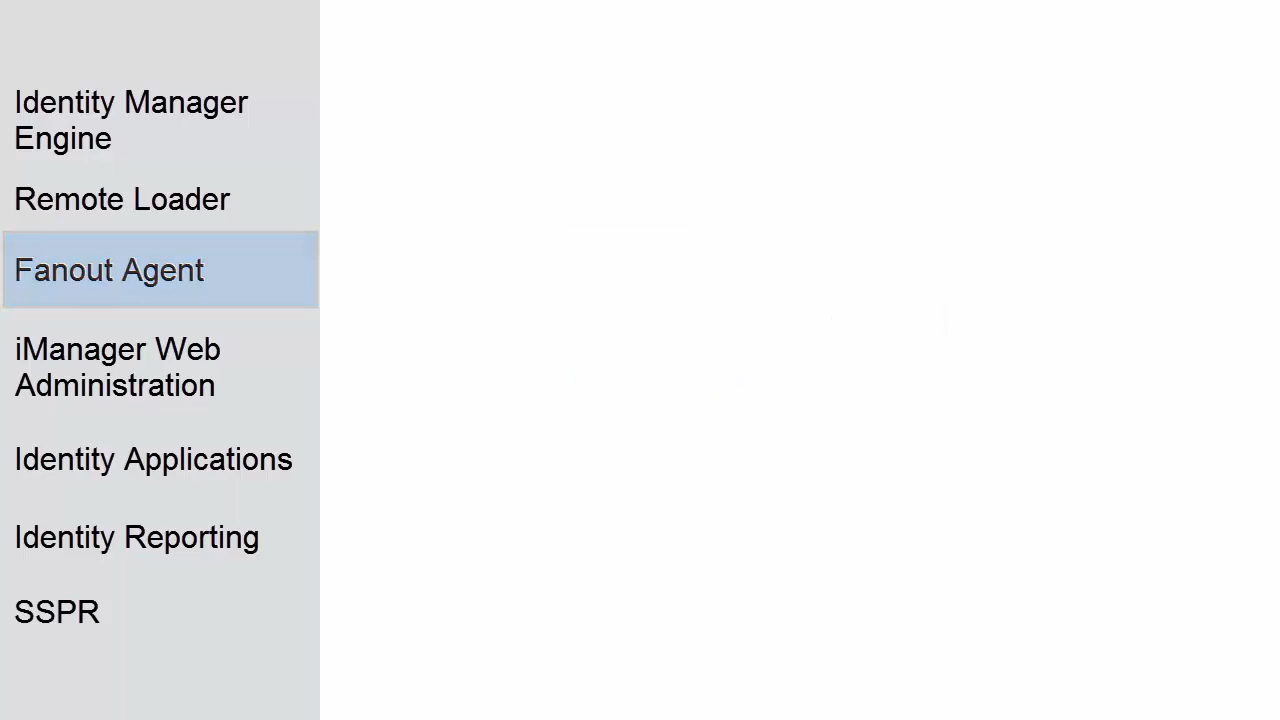 Identity Manager
Engine
Remote Loader
Fanout Agent
iManager Web
Administration
Identity Applications
Identity Reporting
SSPR